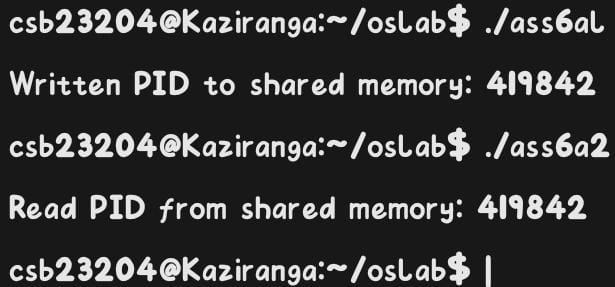 csb23204@Kaziranga:~/oslab$ ./ass6a1
Written PID to shared memory: 419842
csb23204@Kaziranga:~/oslab$ ./ass6a2
Read PID from shared memory: 419842
csb23204@Kaziranga:~/oslab$